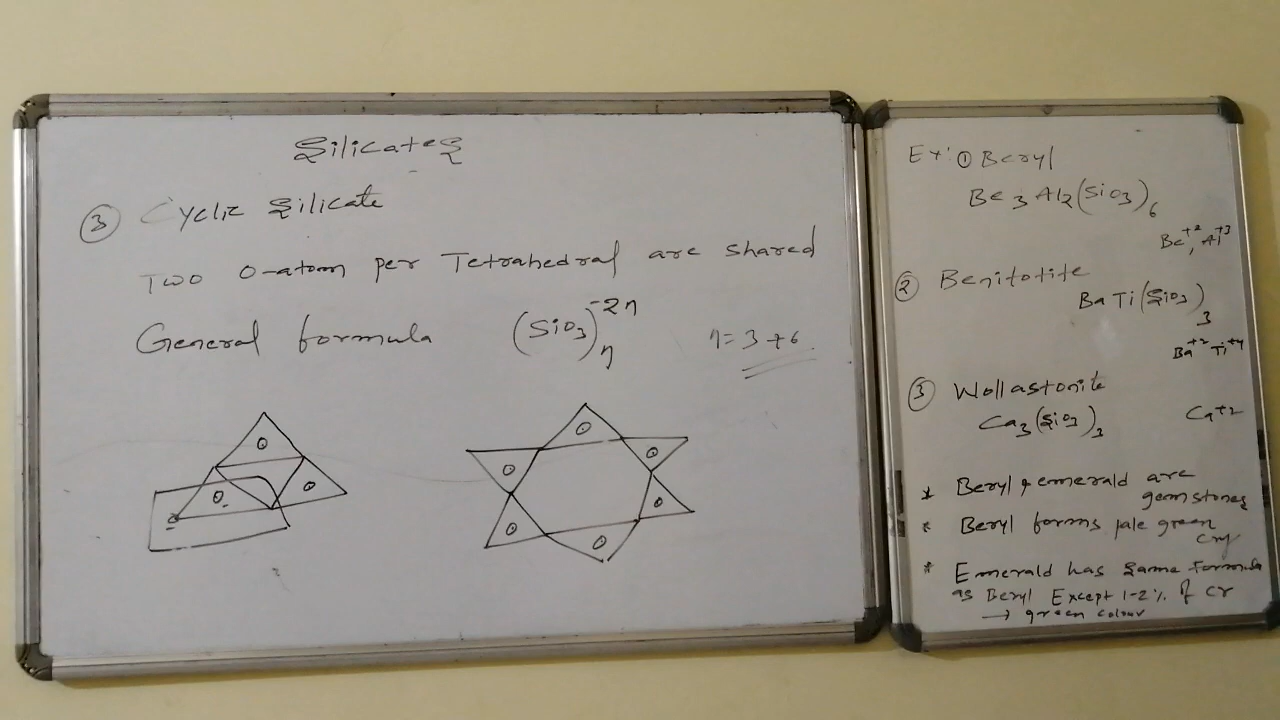 Silicates
③ Cyclic Silicate
Two O-atom per Tetrahedral are shared
General formula (SiO3)n-2n n=3+6
Ex: ① Beryl
Be3Al2(SiO3)6
Be+2, Al+3
② Benitotite
BaTi(SiO3)3
Ba+2 Ti+4
③ Wollastonite
Ca3(SiO3)3 Ca+2
* Beryl & emerald are
gem stones
* Beryl forms pale green
cry
* Emerald has same Formula
as Beryl Except 1-2% of Cr
→ green colour